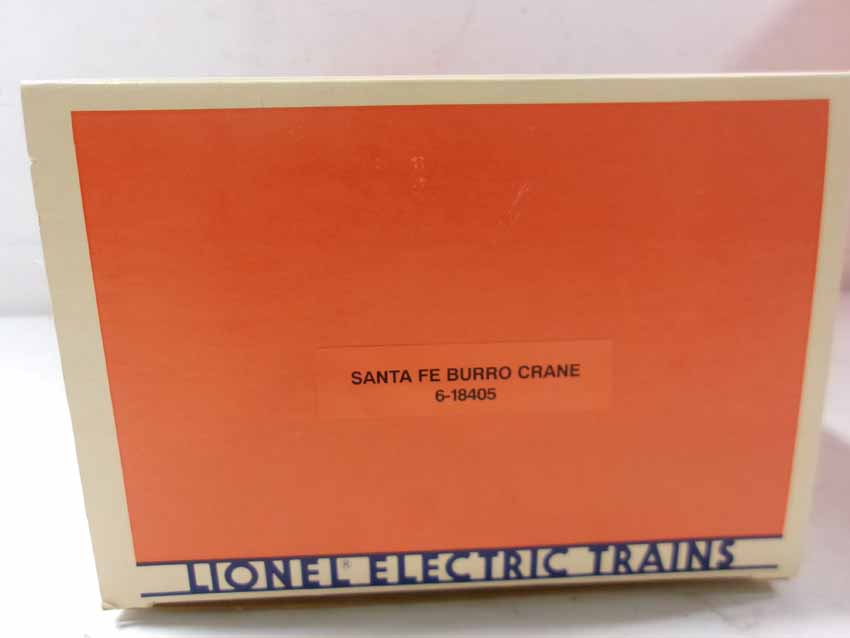 SANTA FE BURRO CRANE
6-18405
LIONEL® ELECTRIC TRAINS